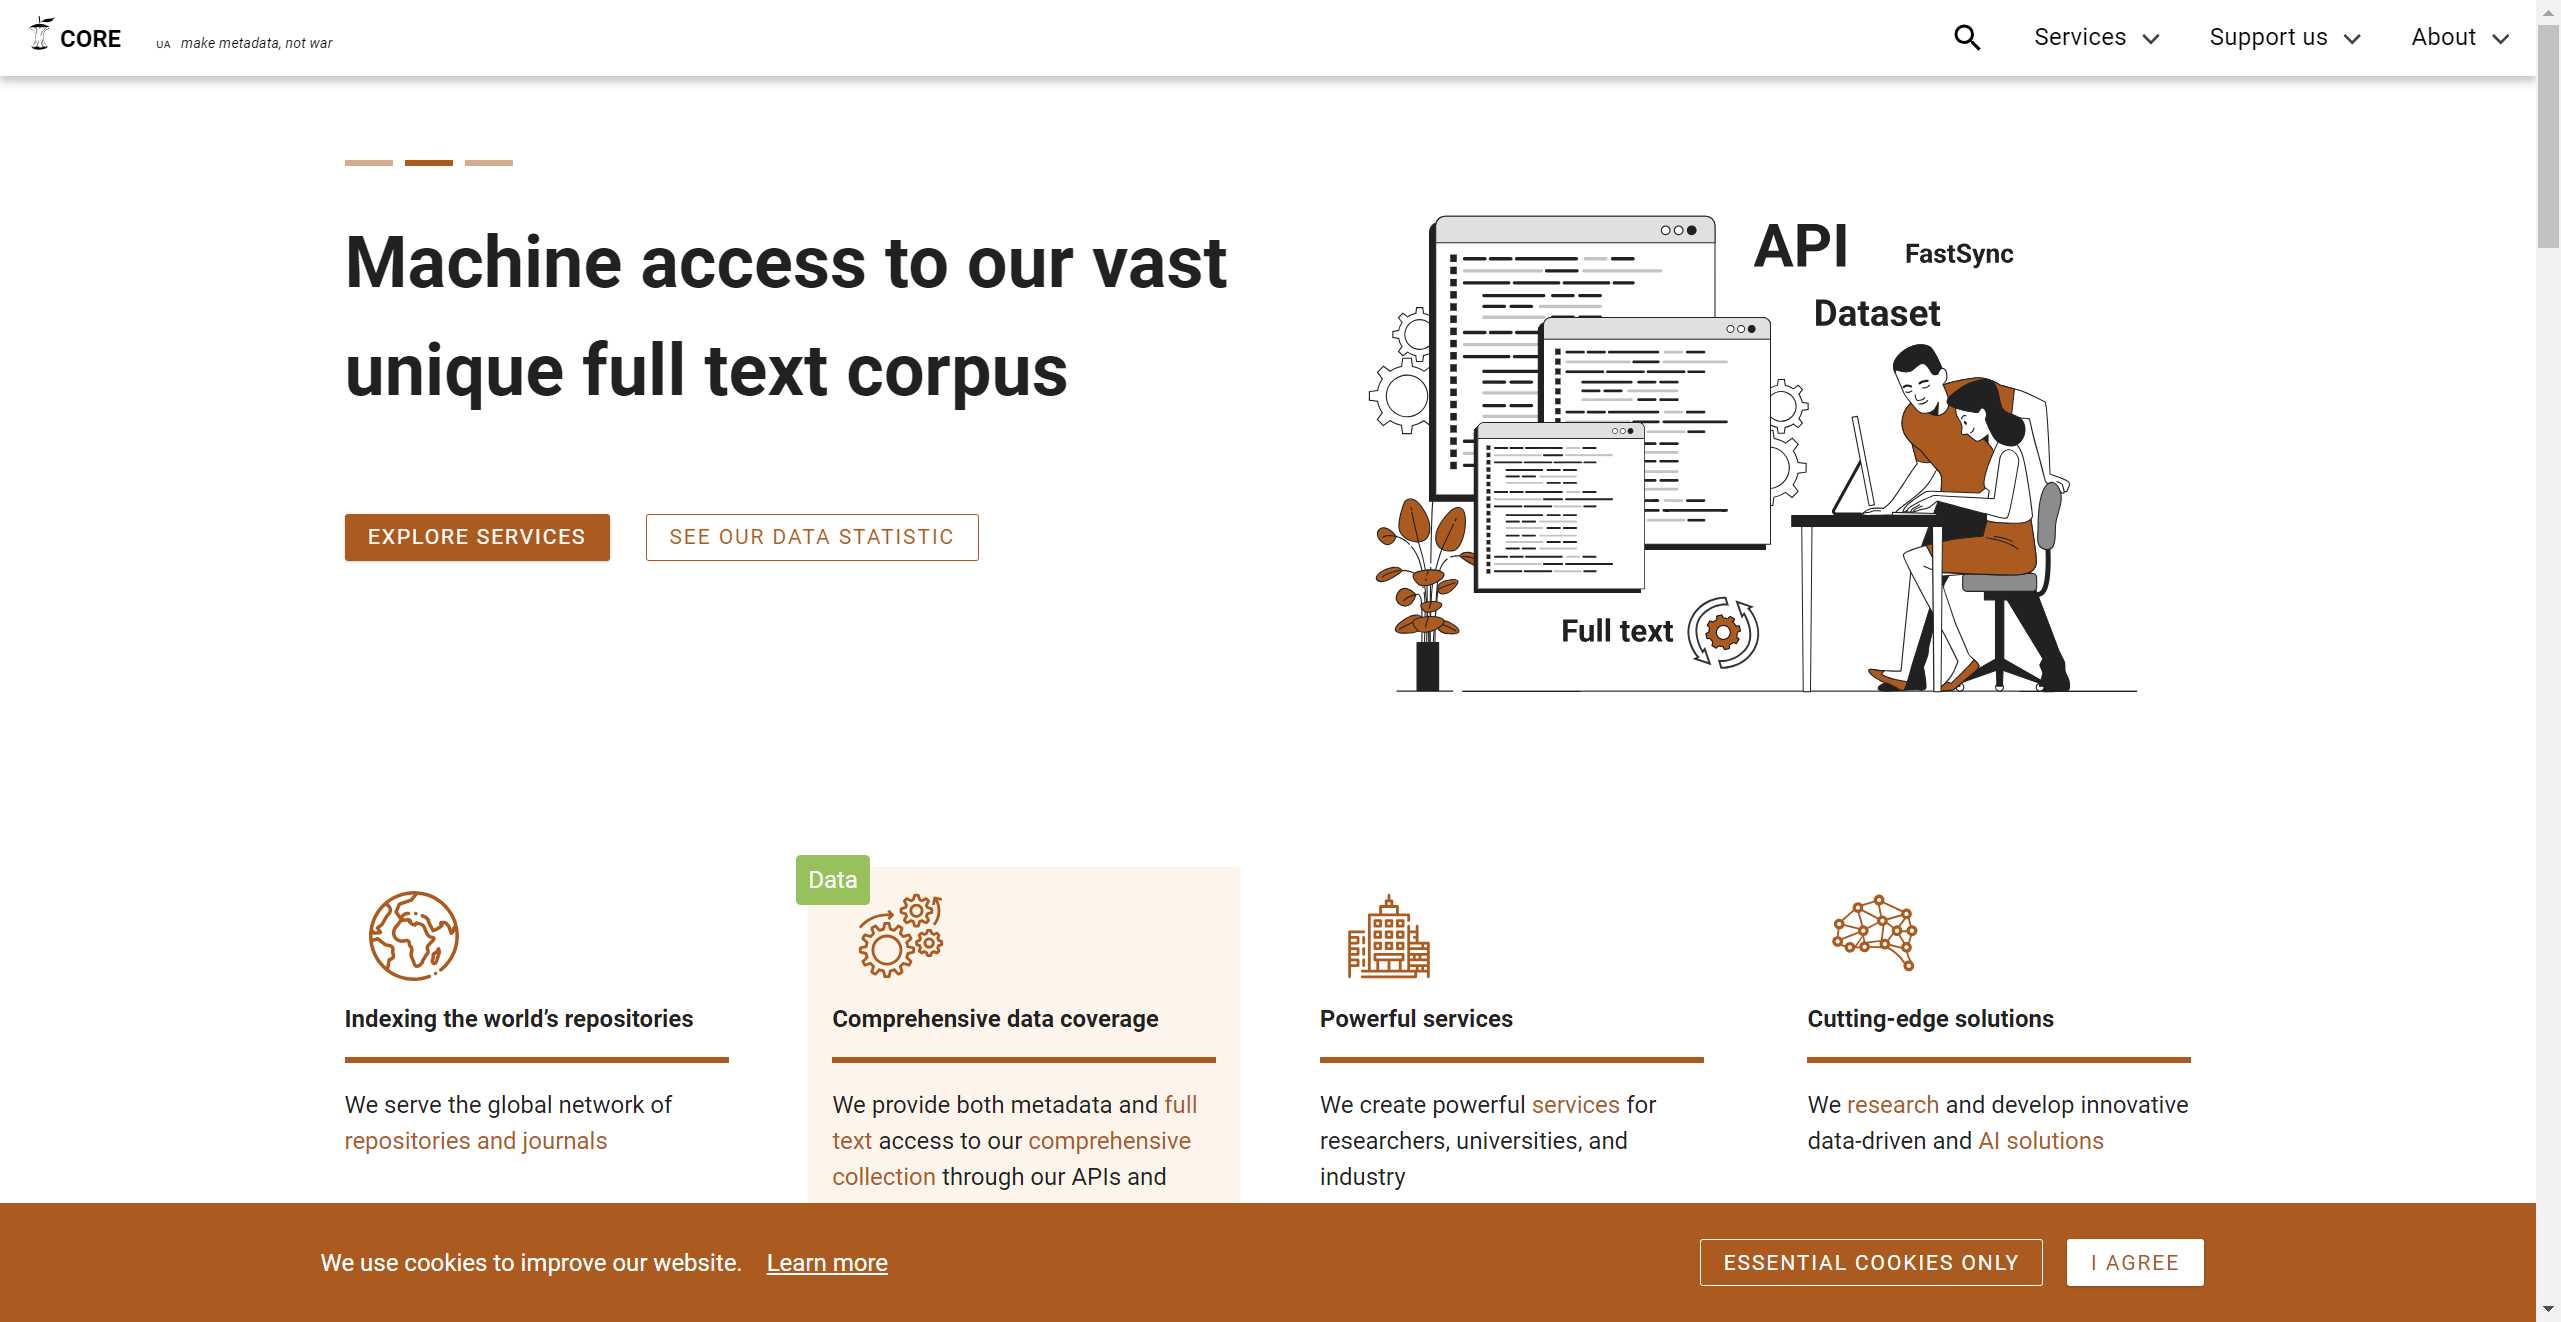 CORE
UA make metadata, not war
Services
Support us
About
Machine access to our vast
unique full text corpus
EXPLORE SERVICES
SEE OUR DATA STATISTIC
API
FastSync
Dataset
Full text
Data
Indexing the world's repositories
We serve the global network of
repositories and journals
Comprehensive data coverage
We provide both metadata and full
text access to our comprehensive
collection through our APIs and
Powerful services
We create powerful services for
researchers, universities, and
industry
Cutting-edge solutions
We research and develop innovative
data-driven and AI solutions
We use cookies to improve our website. Learn more
ESSENTIAL COOKIES ONLY
I AGREE